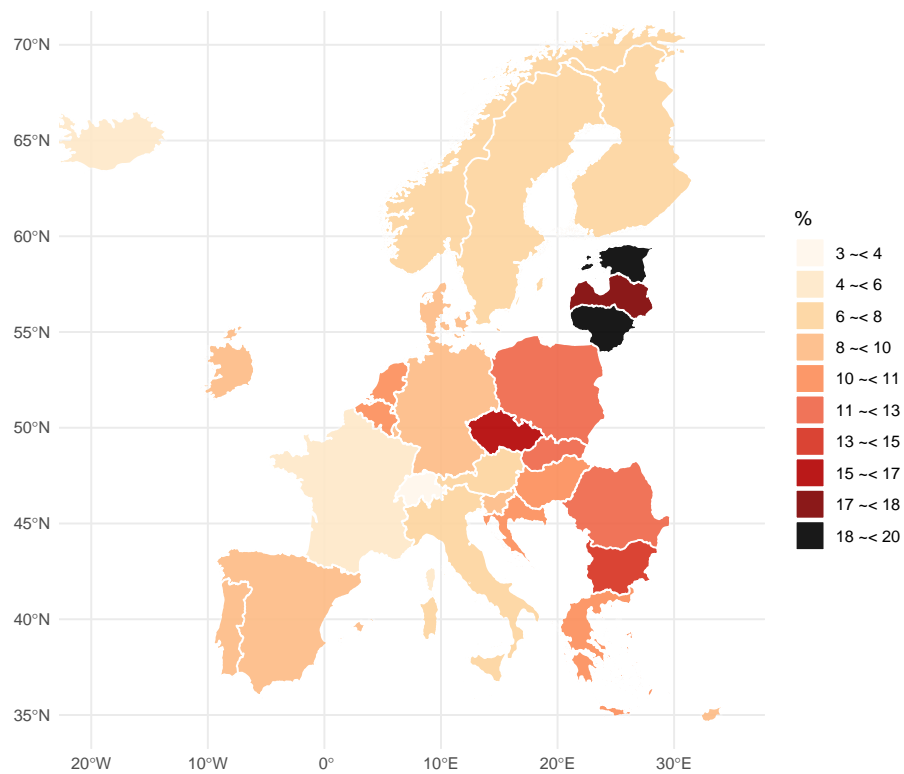 70°N
65°N
60°N
55°N
50°N
45°N
40°N
35°N
20°W
10°W
0°
10°E
20°E
30°E
%
3 ~< 4
4 ~< 6
6 ~< 8
8 ~< 10
10 ~< 11
11 ~< 13
13 ~< 15
15 ~< 17
17 ~< 18
18 ~< 20